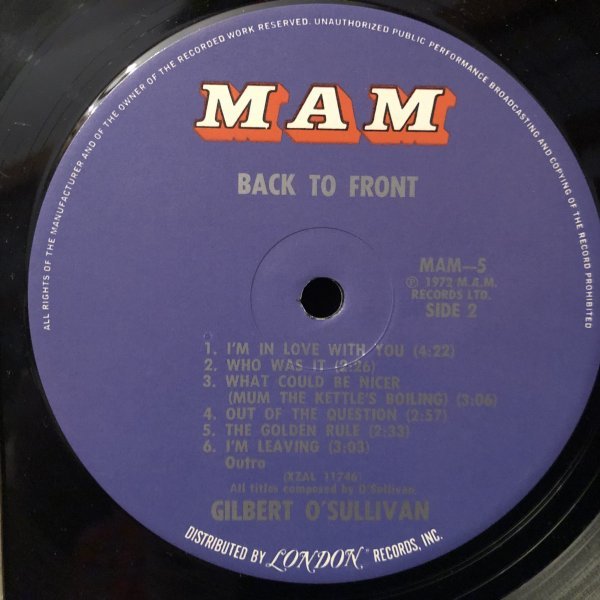 ALL RIGHTS OF THE MANUFACTURER AND OF THE OWNER OF THE RECORDED WORK RESERVED. UNAUTHORIZED PUBLIC PERFORMANCE BROADCASTING AND COPYING OF THE RECORD PROHIBITED
MAM
BACK TO FRONT
MAM—5
℗ 1972 M.A.M.
RECORDS LTD.
SIDE 2
1. I'M IN LOVE WITH YOU (4:22)
2. WHO WAS IT (2:26)
3. WHAT COULD BE NICER
(MUM THE KETTLE'S BOILING) (3:06)
4. OUT OF THE QUESTION (2:57)
5. THE GOLDEN RULE (2:33)
6. I'M LEAVING (3:03)
Outro
(XZAL 11746)
All titles composed by O'Sullivan
GILBERT O'SULLIVAN
DISTRIBUTED BY LONDON® RECORDS, INC.